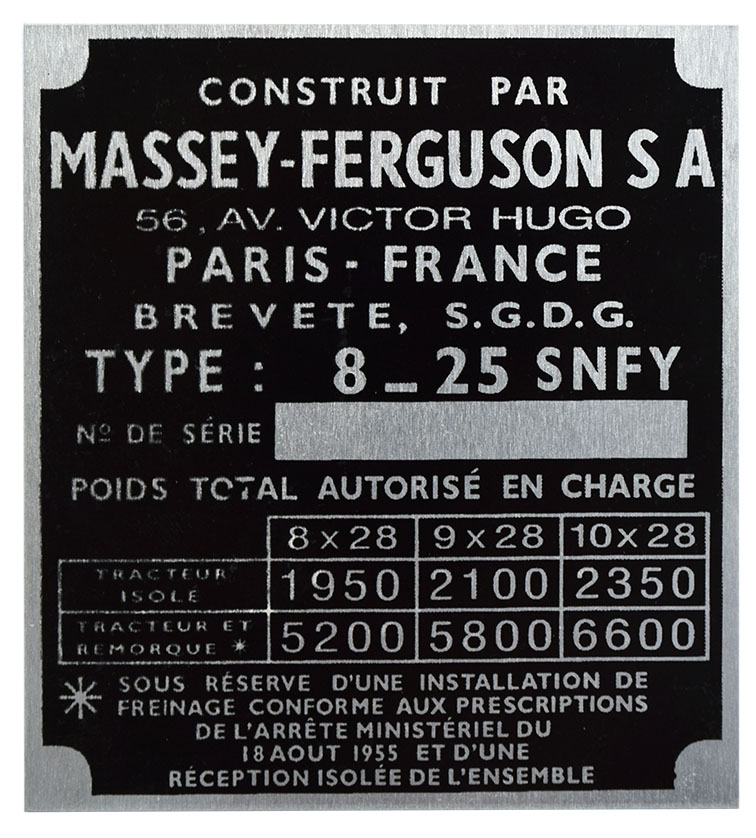 CONSTRUIT PAR
MASSEY-FERGUSON S A
56, AV. VICTOR HUGO
PARIS - FRANCE
BREVETE, S.G.D.G.
TYPE : 8_25 SNFY
Nº DE SÉRIE
POIDS TOTAL AUTORISÉ EN CHARGE
8 x 28 9 x 28 10 x 28
TRACTEUR
ISOLÉ 1950 2100 2350
TRACTEUR ET
REMORQUE * 5200 5800 6600
* SOUS RÉSERVE D'UNE INSTALLATION DE
FREINAGE CONFORME AUX PRESCRIPTIONS
DE L'ARRÊTE MINISTÉRIEL DU
18 AOUT 1955 ET D'UNE
RÉCEPTION ISOLÉE DE L'ENSEMBLE